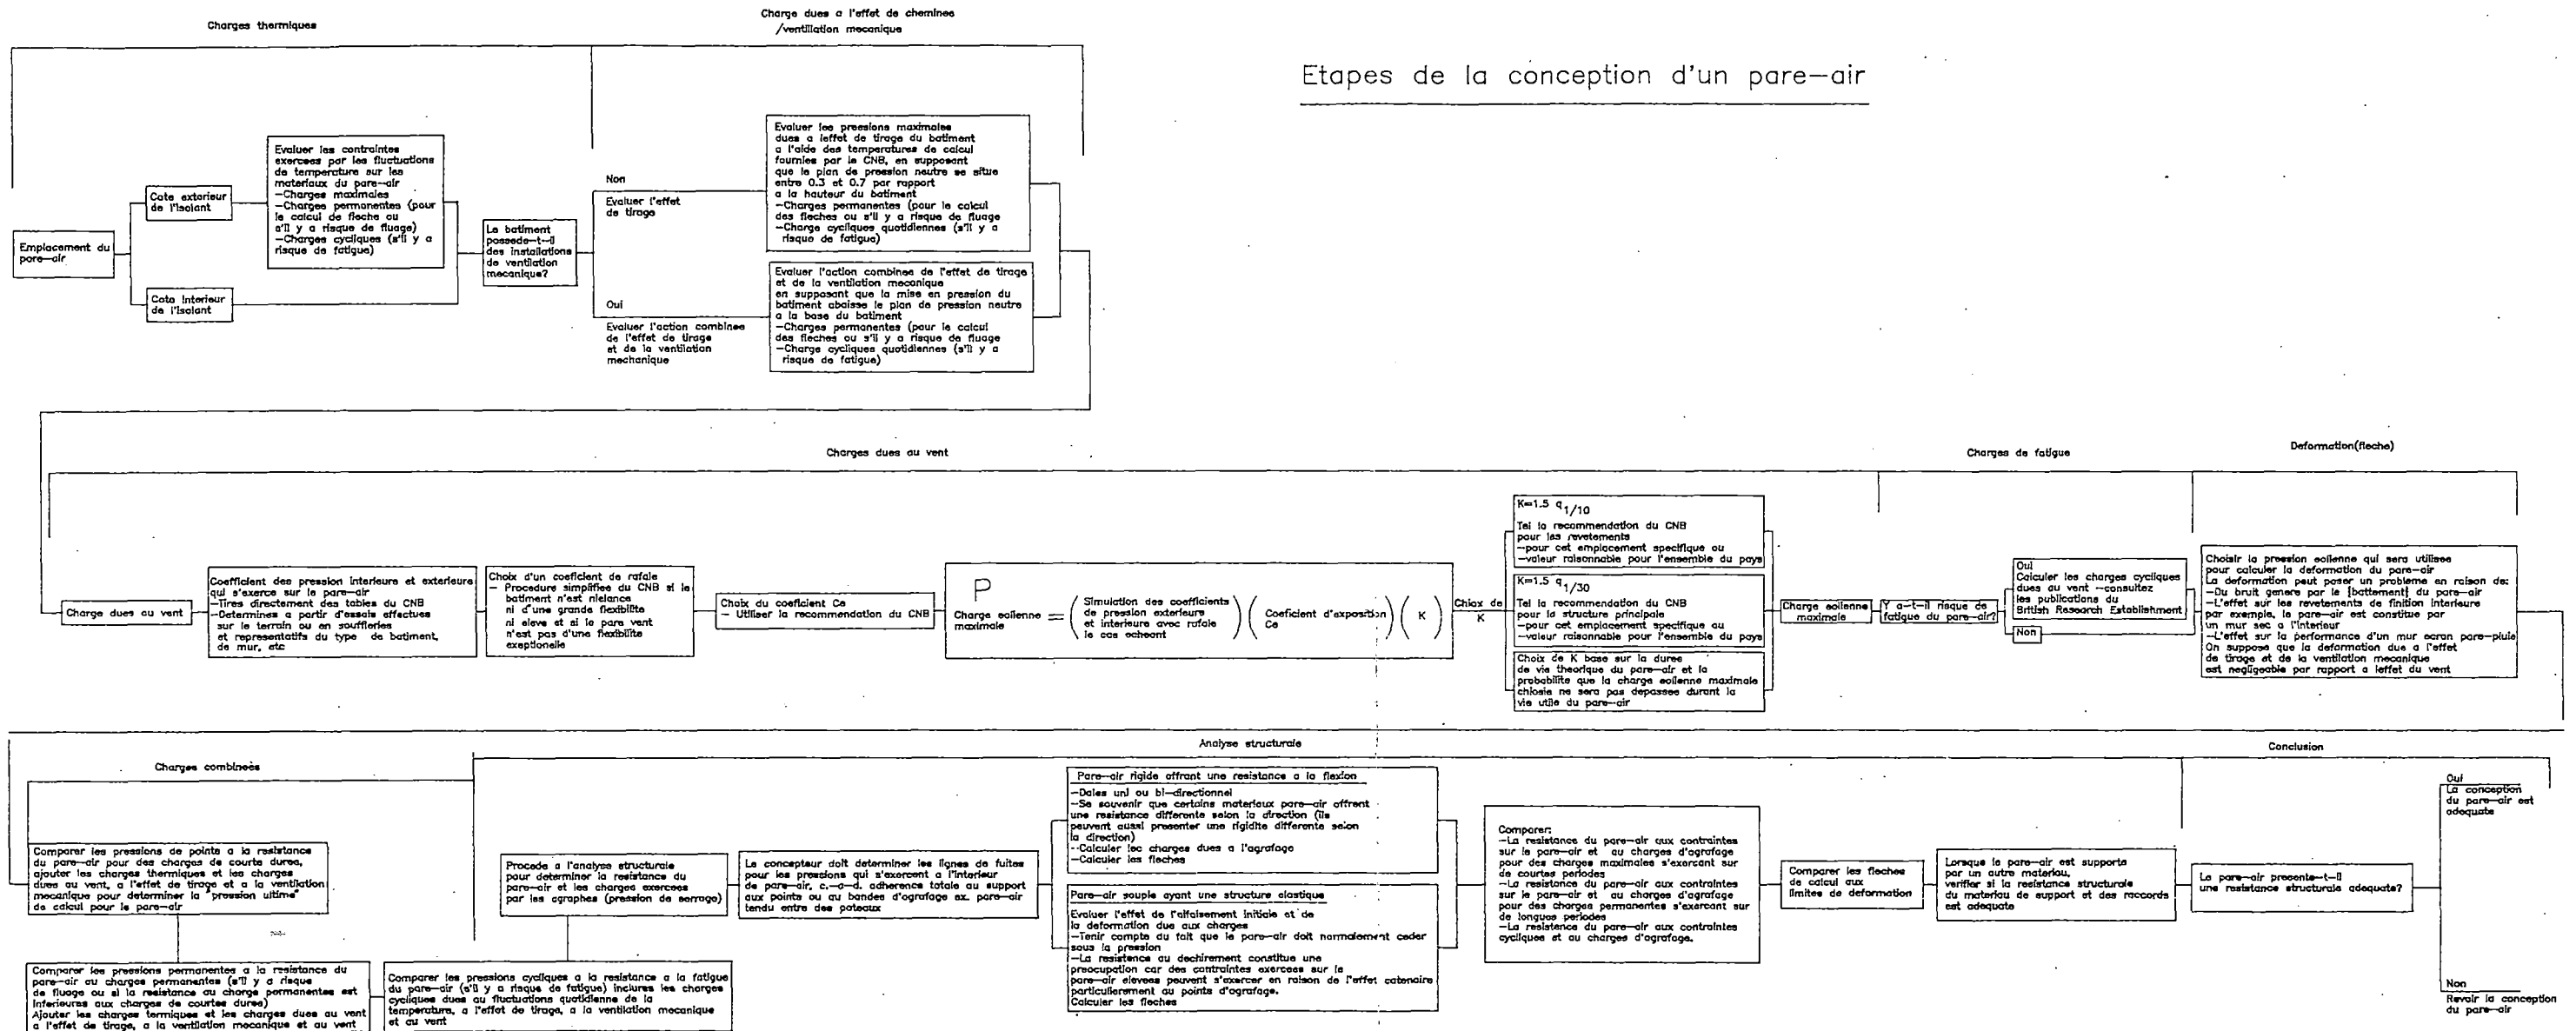 Charges thermiques
Charge dues a l'effet de cheminee
/ventilation mecanique
Etapes de la conception d'un pare-air
Emplacement du
pare-air
Cote exterieur
de l'isolant
Cote interieur
de l'isolant
Evaluer les contraintes
exercees par les fluctuations
de temperature sur les
materiaux du pare-air
-Charges maximales
-Charges permanentes (pour
le calcul de fleche ou
s'il y a risque de fluage)
-Charges cycliques (s'il y a
risque de fatigue)
Le batiment
possede-t-il
des installations
de ventilation
mecanique?
Non
Evaluer l'effet
de tirage
Oui
Evaluer l'action combinee
de l'effet de tirage
et de la ventilation
mechanique
Evaluer les pressions maximales
dues a leffet de tirage du batiment
a l'aide des temperatures de calcul
fournies par le CNB, en supposant
que le plan de pression neutre se situe
entre 0.3 et 0.7 par rapport
a la hauteur du batiment
-Charges permanentes (pour le calcul
des fleches ou s'il y a risque de fluage
-Charge cycliques quotidiennes (s'il y a
risque de fatigue)
Evaluer l'action combinee de l'effet de tirage
et de la ventilation mecanique
en supposant que la mise en pression du
batiment abaisse le plan de pression neutre
a la base du batiment
-Charges permanentes (pour le calcul
des fleches ou s'il y a risque de fluage
-Charge cycliques quotidiennes (s'il y a
risque de fatigue)
Charges dues au vent
Charges de fatigue
Deformation(fleche)
Charge dues au vent
Coefficient des pression interieure et exterieure
qui s'exerce sur le pare-air
-Tires directement des tables du CNB
-Determines a partir d'essais effectues
sur le terrain ou en souffleries
et representatifs du type de batiment,
de mur, etc
Choix d'un coeficient de rafale
- Procedure simplifiee du CNB si le
batiment n'est nielance
ni d'une grande flexibilite
ni eleve et si le pare vent
n'est pas d'une flexibilite
exeptionelle
Choix du coeficient Ce
- Utiliser la recommendation du CNB
P
Charge eolienne
maximale
=
Simulation des coefficients
de pression exterieure
et interieure avec rafale
le cas echeant
Coeficient d'exposition
Ce
K
Chiox de
K
K=1.5 q1/10
Tel la recommendation du CNB
pour les revetements
-pour cet emplacement specifique ou
-valeur raisonnable pour l'ensemble du pays
K=1.5 q1/30
Tel la recommendation du CNB
pour la structure principale
-pour cet emplacement specifique ou
-valeur raisonnable pour l'ensemble du pays
Choix de K base sur la duree
de vie theorique du pare-air et la
probabilite que la charge eolienne maximale
chiosie ne sera pas depassee durant la
vie utile du pare-air
Charge eolienne
maximale
Y a-t-il risque de
fatigue du pare-air?
Oui
Calculer les charges cycliques
dues au vent -consultez
les publications du
British Research Establishment
Non
Choisir la pression eolienne qui sera utilisee
pour calculer la deformation du pare-air
La deformation peut poser un probleme en raison de:
-Du bruit genere par le [battement] du pare-air
-L'effet sur les revetements de finition interieure
par exemple, le pare-air est constitue par
un mur sec a l'interieur
-L'effet sur la performance d'un mur ecran pare-pluie
On suppose que la deformation due a l'effet
de tirage et de la ventilation mecanique
est negligeable par rapport a leffet du vent
Charges combinees
Analyse structurale
Conclusion
Comparer les pressions de points a la resistance
du pare-air pour des charges de courte duree,
ajouter les charges thermiques et les charges
dues au vent, a l'effet de tirage et a la ventilation
mecanique pour determiner la "pression ultime"
de calcul pour le pare-air
Comparer les pressions permanentes a la resistance du
pare-air au charges permanentes (s'il y a risque
de fluage ou si la resistance au charge permanentes est
inferieures aux charges de courtes duree)
Ajouter les charges termiques et les charges dues au vent
a l'effet de tirage, a la ventilation mecanique et au vent
Comparer les pressions cycliques a la resistance a la fatigue
du pare-air (s'il y a risque de fatigue) inclures les charges
cycliques dues au fluctuations quotidienne de la
temperature, a l'effet de tirage, a la ventilation mecanique
et au vent
Procede a l'analyse structurale
pour determiner la resistance du
pare-air et les charges exercees
par les agraphes (pression de serrage)
Le concepteur doit determiner les lignes de fuites
pour les pressions qui s'exercent a l'interieur
de pare-air, c.-a-d. adherence totale au support
aux points ou au bandes d'agrafage ex. pare-air
tendu entre des poteaux
Pare-air rigide offrant une resistance a la flexion
-Dales uni ou bi-directionnel
-Se souvenir que certains materiaux pare-air offrent
une resistance differente selon la direction (ils
peuvent aussi presenter une rigidite differente selon
la direction)
-Calculer lec charges dues a l'agrafage
-Calculer les fleches
Pare-air souple ayant une structure elastique
Evaluer l'effet de l'alfaisement initiale et de
la deformation due aux charges
-Tenir compte du fait que le pare-air doit normalement ceder
sous la pression
-La resistence au dechirement constitue une
preocupation car des contraintes exercees sur le
pare-air elevees peuvent s'exercer en raison de l'effet catenaire
particulierement au points d'agrafage.
Calculer les fleches
Comparer:
-La resistance du pare-air aux contraintes
sur le pare-air et au charges d'agrafage
pour des charges maximales s'exercant sur
de courtes periodes
-La resistance du pare-air aux contraintes
sur le pare-air et au charges d'agrafage
pour des charges permanentes s'exercant sur
de longues periodes
-La resistence du pare-air aux contraintes
cycliques et au charges d'agrafage.
Comparer les fleches
de calcul aux
limites de deformation
Lorsque le pare-air est supporte
par un autre materiau,
verifier si la resistance structurale
du materiau de support et des raccords
est adequate
Le pare-air presente-t-il
une resistance structurale adequate?
Oui
La conception
du pare-air est
adequate
Non
Revoir la conception
du pare-air